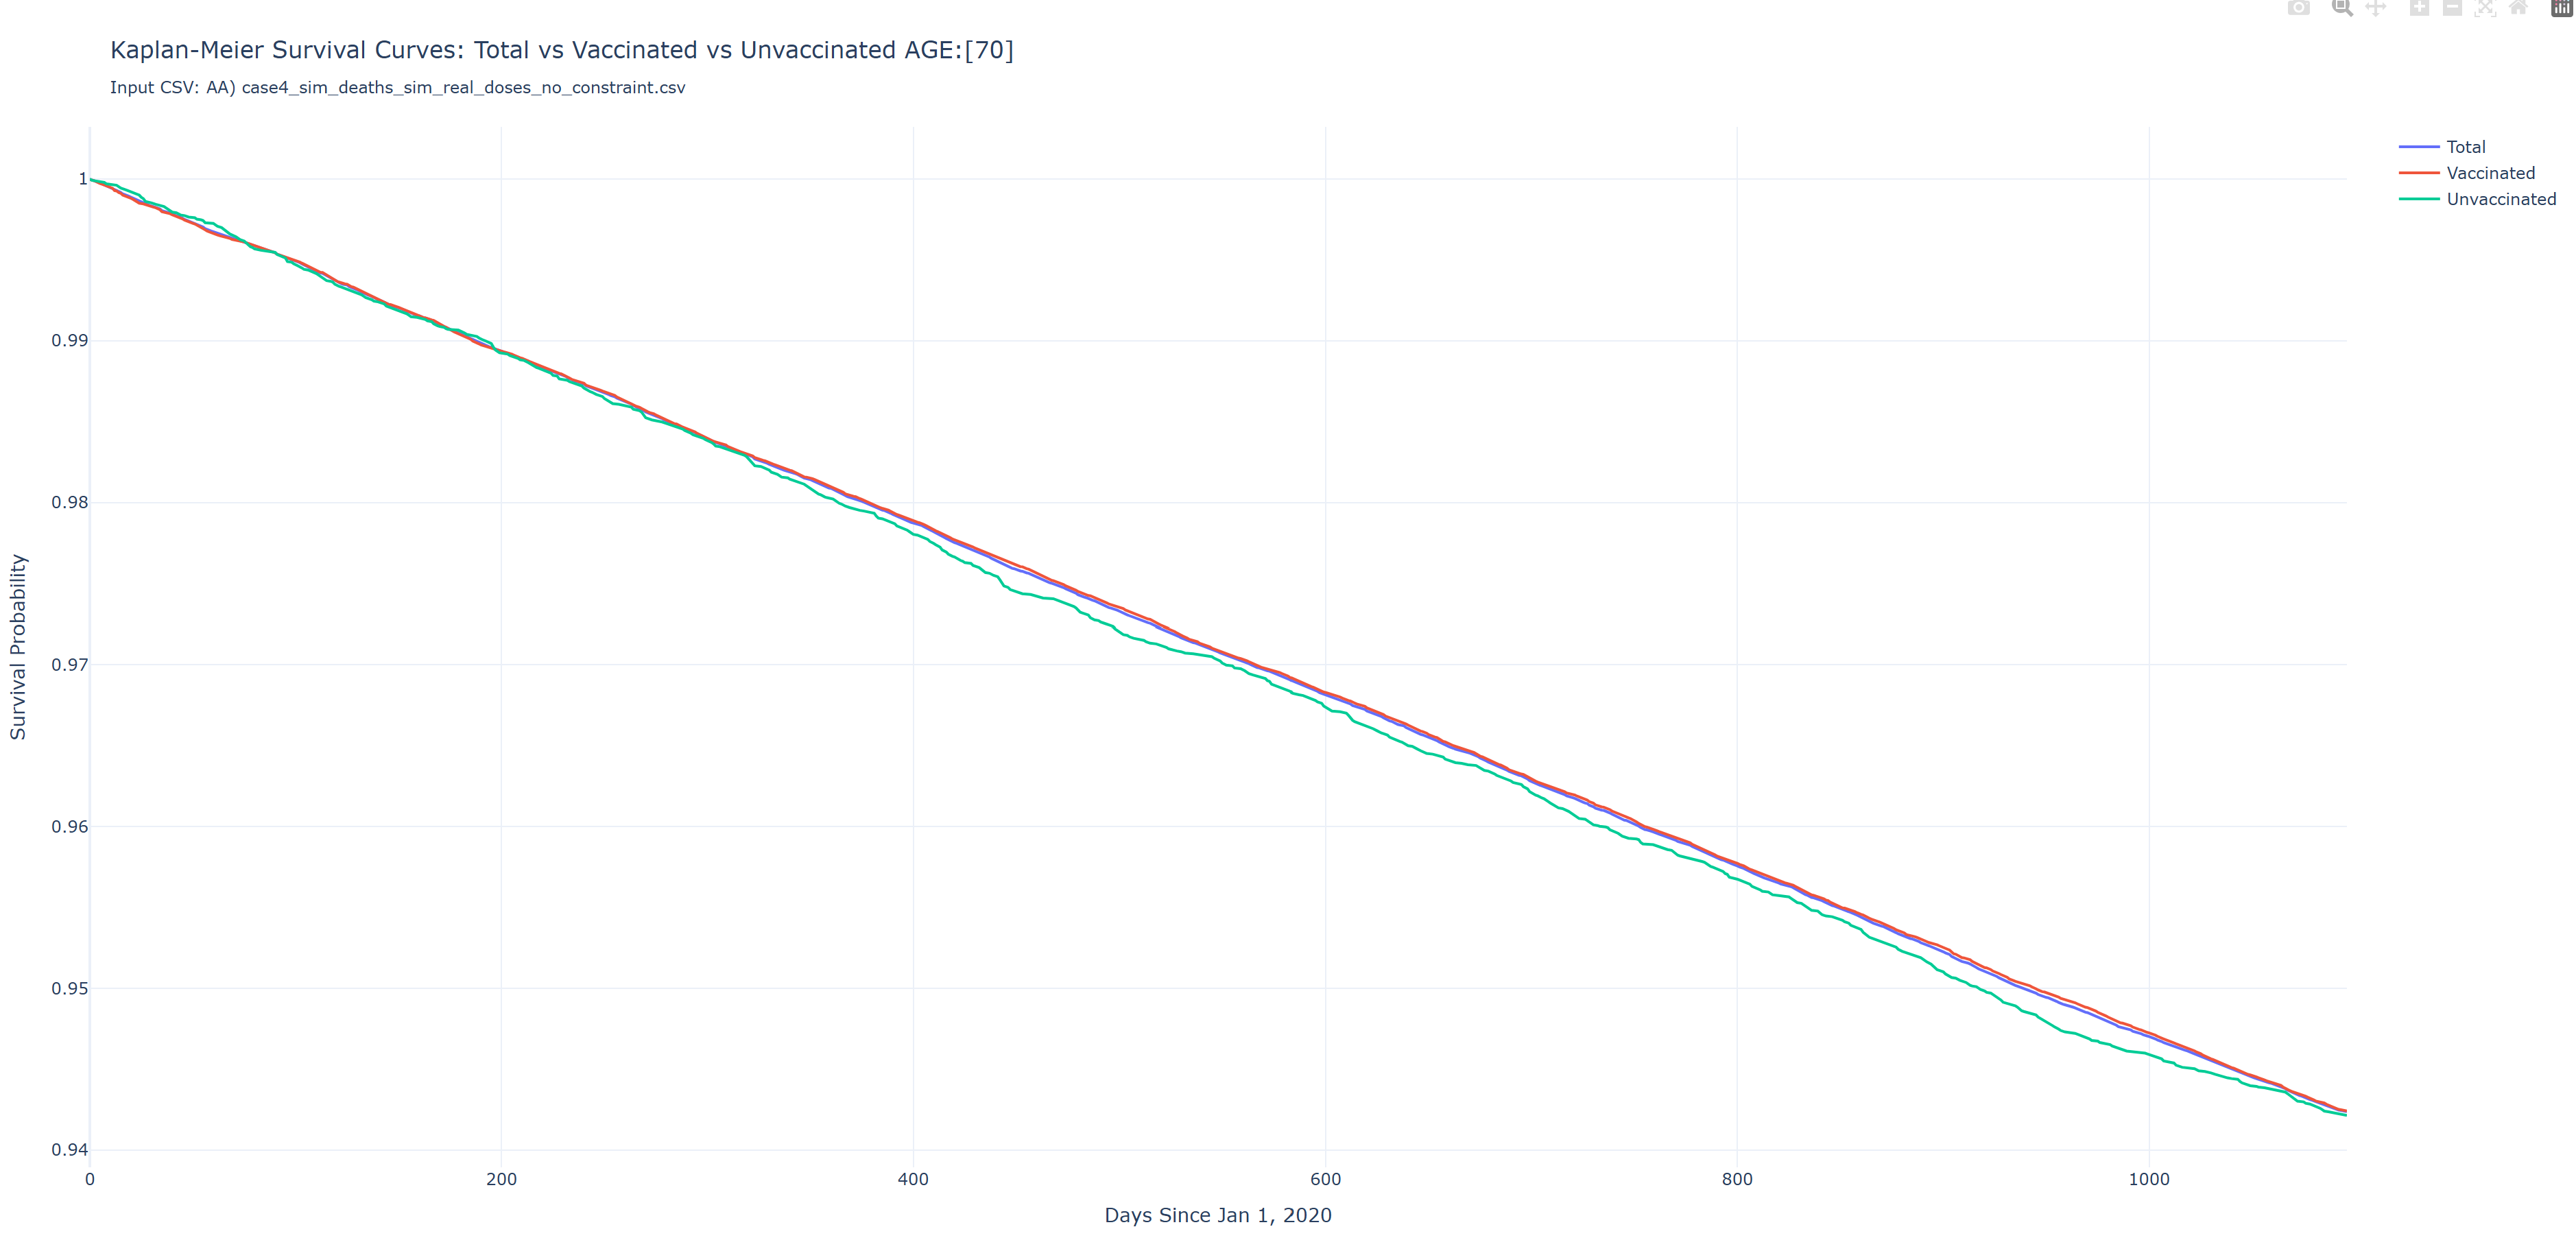 Kaplan-Meier Survival Curves: Total vs Vaccinated vs Unvaccinated AGE:[70]
Input CSV: AA) case4_sim_deaths_sim_real_doses_no_constraint.csv
Total
Vaccinated
Unvaccinated
Survival Probability
1
0.99
0.98
0.97
0.96
0.95
0.94
0 200 400 600 800 1000
Days Since Jan 1, 2020